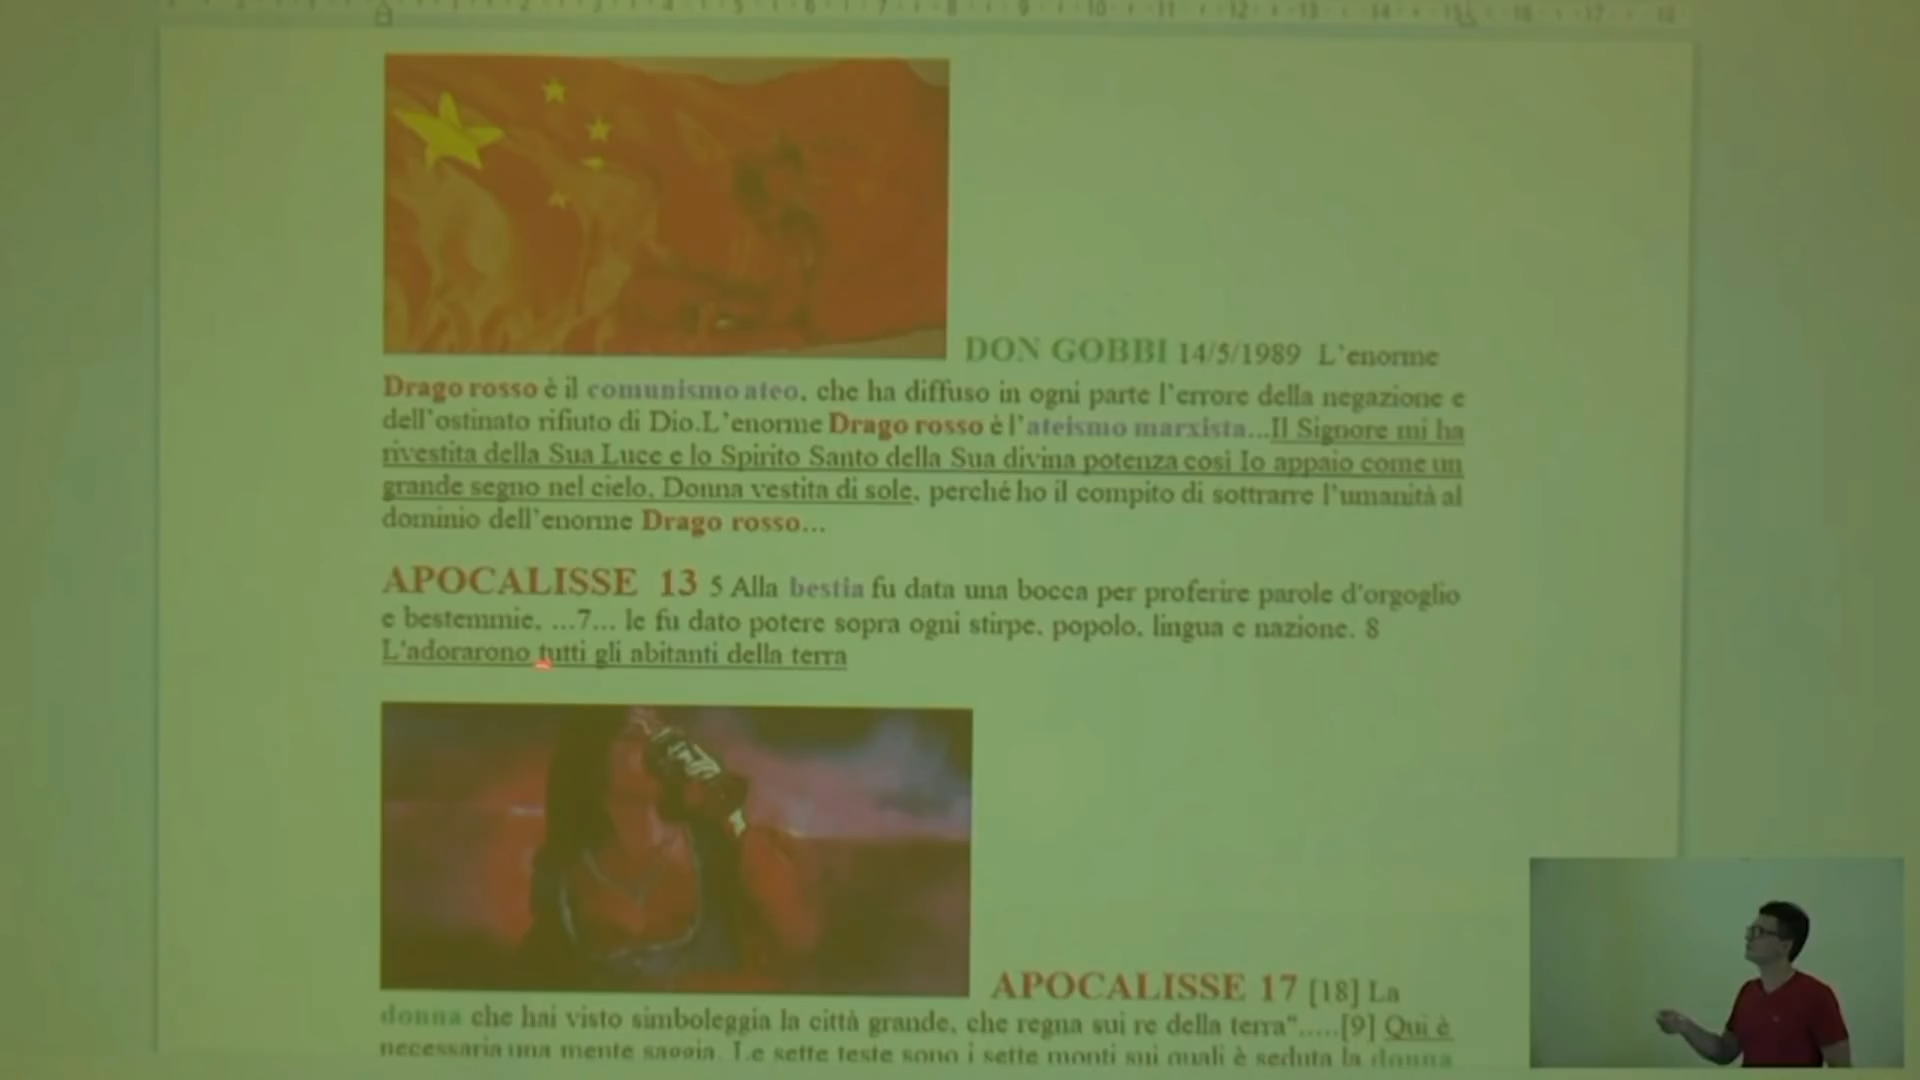 DON GOBBI 14/5/1989 L'enorme
Drago rosso è il comunismo ateo, che ha diffuso in ogni parte l'errore della negazione e
dell'ostinato rifiuto di Dio.L'enorme Drago rosso è l'ateismo marxista...Il Signore mi ha
rivestita della Sua Luce e lo Spirito Santo della Sua divina potenza così Io appaio come un
grande segno nel cielo, Donna vestita di sole, perché ho il compito di sottrarre l'umanità al
dominio dell'enorme Drago rosso...
APOCALISSE 13 5 Alla bestia fu data una bocca per proferire parole d'orgoglio
e bestemmie, ...7... le fu dato potere sopra ogni stirpe, popolo, lingua e nazione. 8
L'adorarono tutti gli abitanti della terra
APOCALISSE 17 [18] La
donna che hai visto simboleggia la città grande, che regna sui re della terra".....[9] Qui è
necessaria una mente saggia. Le sette teste sono i sette monti sui quali è seduta la donna